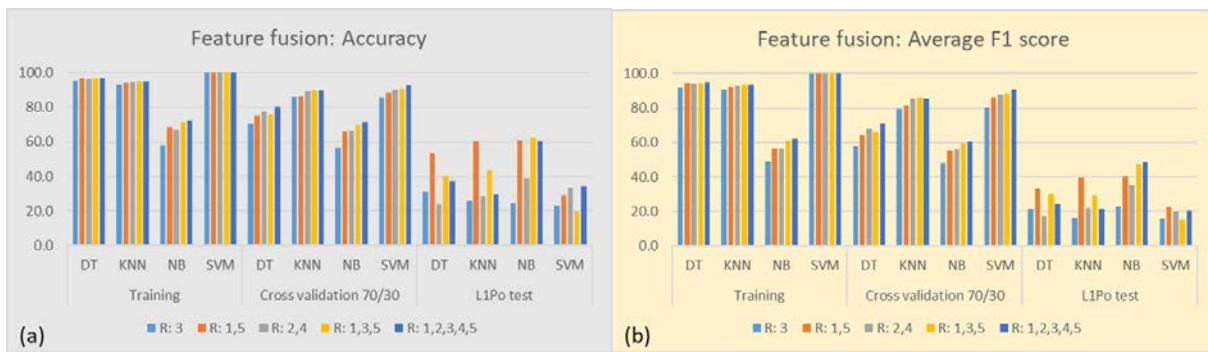 Feature fusion: Accuracy
100.0
80.0
60.0
40.0
20.0
0.0
DT KNN NB SVM DT KNN NB SVM DT KNN NB SVM
Training Cross validation 70/30 L1Po test
R: 3 R: 1,5 R: 2,4 R: 1,3,5 R: 1,2,3,4,5
(a)
Feature fusion: Average F1 score
100.0
80.0
60.0
40.0
20.0
0.0
DT KNN NB SVM DT KNN NB SVM DT KNN NB SVM
Training Cross validation 70/30 L1Po test
R: 3 R: 1,5 R: 2,4 R: 1,3,5 R: 1,2,3,4,5
(b)